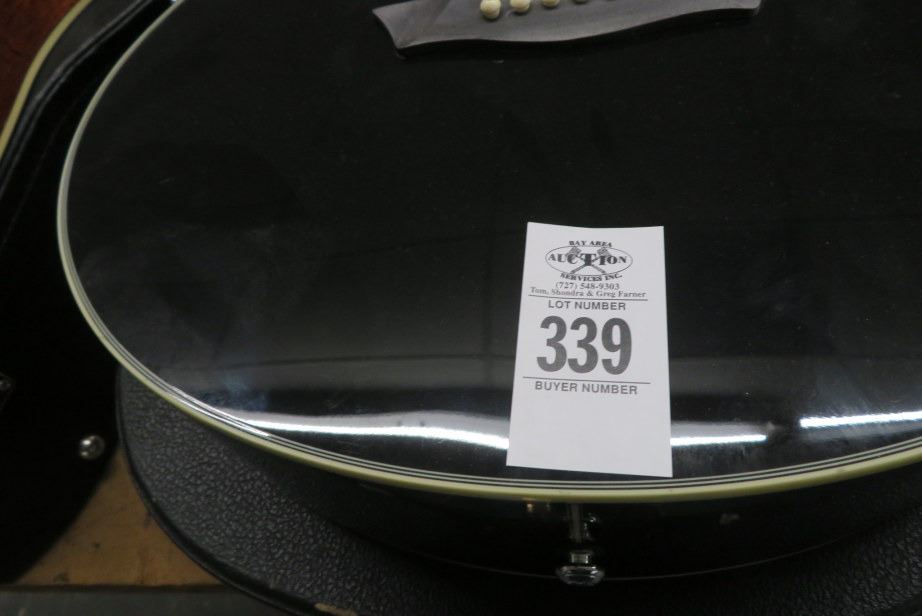 BAY AREA
AUCTION
SERVICES INC.
(727) 548-9303
Tom, Shondra & Greg Farner
LOT NUMBER
339
BUYER NUMBER